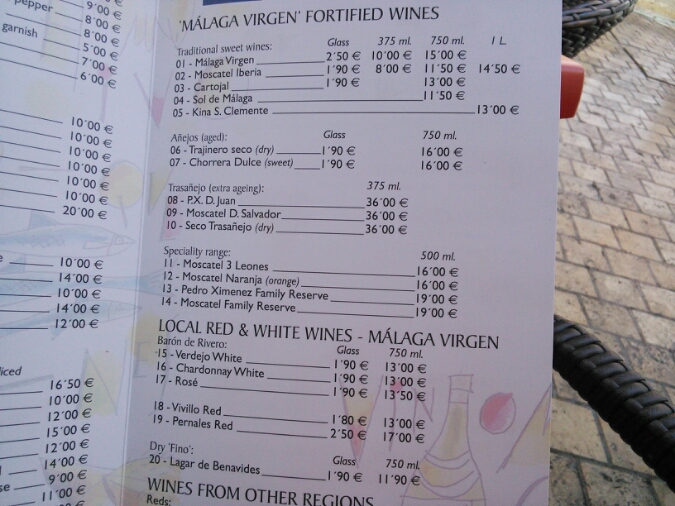 pepper
9'00 €
8'00 €
garnish
8'00 €
5'00 €
7'00 €
6'00 €
10'00 €
10'00 €
10'00 €
10'00 €
10'00 €
10'00 €
20'00 €
10'00 €
14'00 €
10'00 €
14'00 €
12'00 €
16'50 €
10'00 €
12'00 €
15'00 €
12'00 €
14'00 €
9'00 €
11'00 €
'MÁLAGA VIRGEN' FORTIFIED WINES
Traditional sweet wines: Glass 375 ml. 750 ml. 1 L
01 - Málaga Virgen 2'50 € 10'00 € 15'00 €
02 - Moscatel Iberia 1'90 € 8'00 € 11'50 € 14'50 €
03 - Cartojal 1'90 € 13'00 €
04 - Sol de Málaga 11'50 €
05 - Kina S. Clemente 13'00 €
Añejos (aged): Glass 750 ml.
06 - Trajinero seco (dry) 1'90 € 16'00 €
07 - Chorrera Dulce (sweet) 1'90 € 16'00 €
Trasañejo (extra ageing): 375 ml.
08 - P.X. D. Juan 36'00 €
09 - Moscatel D. Salvador 36'00 €
10 - Seco Trasañejo (dry) 36'00 €
Speciality range: 500 ml.
11 - Moscatel 3 Leones 16'00 €
12 - Moscatel Naranja (orange) 16'00 €
13 - Pedro Ximenez Family Reserve 19'00 €
14 - Moscatel Family Reserve 19'00 €
LOCAL RED & WHITE WINES - MÁLAGA VIRGEN
Barón de Rivero: Glass 750 ml.
15 - Verdejo White 1'90 € 13'00 €
16 - Chardonnay White 1'90 € 13'00 €
17 - Rosé 1'90 € 13'50 €
18 - Vivillo Red 1'80 € 13'00 €
19 - Pernales Red 2'50 € 17'00 €
Dry 'Fino': Glass 750 ml.
20 - Lagar de Benavides 1'90 € 11'90 €
WINES FROM OTHER REGIONS
Reds: